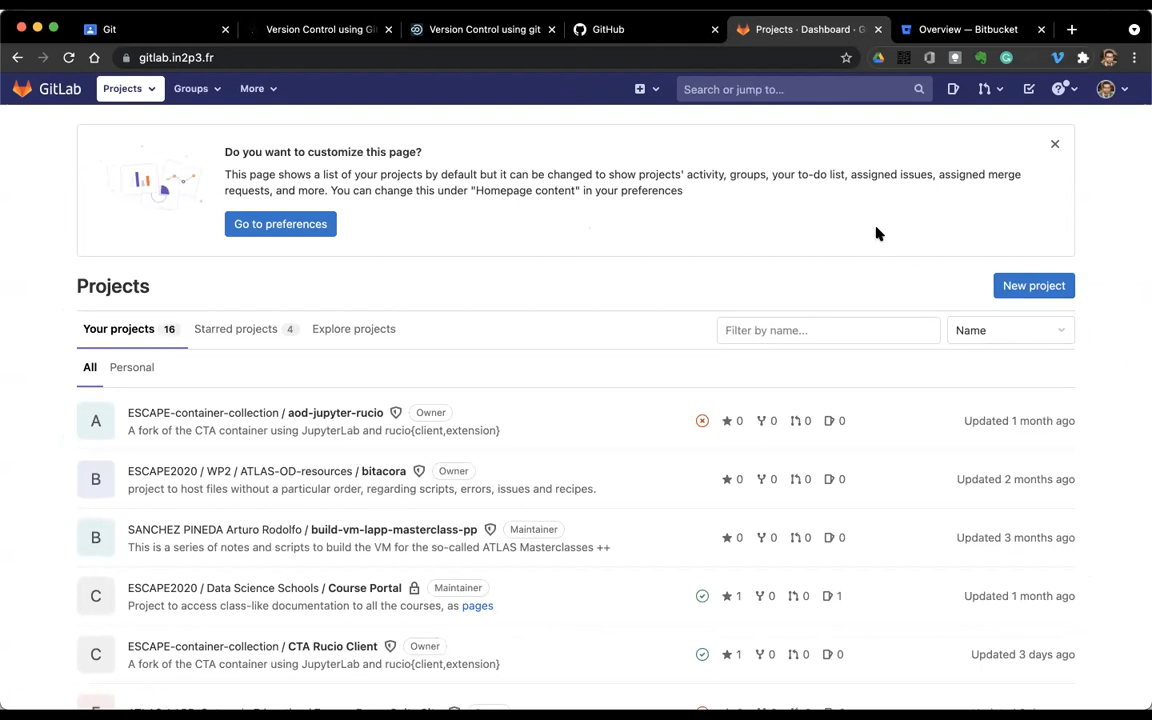 Git
Version Control using Gi
Version Control using git
GitHub
Projects · Dashboard · G
Overview — Bitbucket
gitlab.in2p3.fr
GitLab
Projects
Groups
More
Search or jump to...
Do you want to customize this page?
This page shows a list of your projects by default but it can be changed to show projects' activity, groups, your to-do list, assigned issues, assigned merge
requests, and more. You can change this under "Homepage content" in your preferences
Go to preferences
Projects
New project
Your projects 16
Starred projects 4
Explore projects
Filter by name...
Name
All
Personal
A
ESCAPE-container-collection / aod-jupyter-rucio Owner
A fork of the CTA container using JupyterLab and rucio{client,extension}
0 0 0 0
Updated 1 month ago
B
ESCAPE2020 / WP2 / ATLAS-OD-resources / bitacora Owner
project to host files without a particular order, regarding scripts, errors, issues and recipes.
0 0 0 0
Updated 2 months ago
B
SANCHEZ PINEDA Arturo Rodolfo / build-vm-lapp-masterclass-pp Maintainer
This is a series of notes and scripts to build the VM for the so-called ATLAS Masterclasses ++
0 0 0 0
Updated 3 months ago
C
ESCAPE2020 / Data Science Schools / Course Portal Maintainer
Project to access class-like documentation to all the courses, as pages
1 0 0 1
Updated 1 month ago
C
ESCAPE-container-collection / CTA Rucio Client Owner
A fork of the CTA container using JupyterLab and rucio{client,extension}
1 0 0 0
Updated 3 days ago